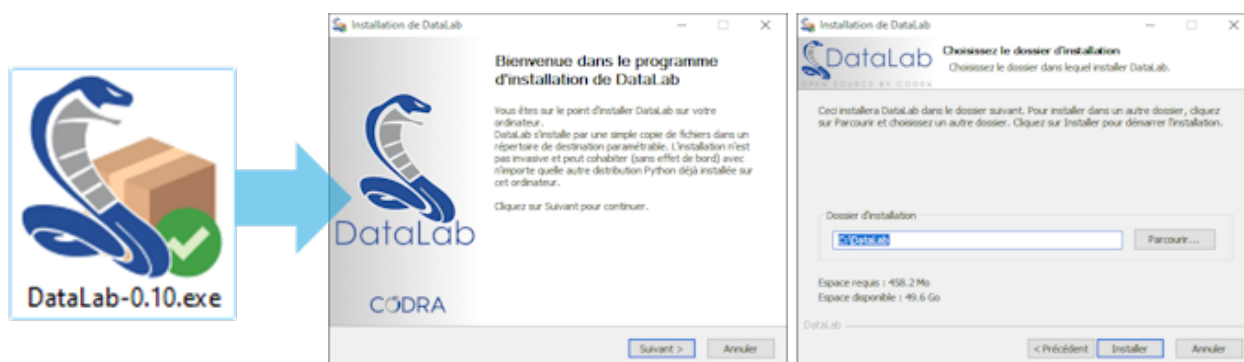 DataLab-0.10.exe
Installation de DataLab
Bienvenue dans le programme
d'installation de DataLab
Vous êtes sur le point d'installer DataLab sur votre
ordinateur.
DataLab s'installe par une simple copie de fichiers dans un
répertoire de destination paramétrable. L'installation n'est
pas invasive et peut cohabiter (sans effet de bord) avec
n'importe quelle autre distribution Python déjà installée sur
cet ordinateur.
Cliquez sur Suivant pour continuer.
DataLab
CODRA
Suivant >
Annuler
Installation de DataLab
DataLab
OPEN SOURCE BY CODRA
Choisissez le dossier d'installation
Choisissez le dossier dans lequel installer DataLab.
Ceci installera DataLab dans le dossier suivant. Pour installer dans un autre dossier, cliquez
sur Parcourir et choisissez un autre dossier. Cliquez sur Installer pour démarrer l'installation.
Dossier d'installation
C:\DataLab
Parcourir...
Espace requis : 458.2 Mo
Espace disponible : 49.6 Go
DataLab
< Précédent
Installer
Annuler